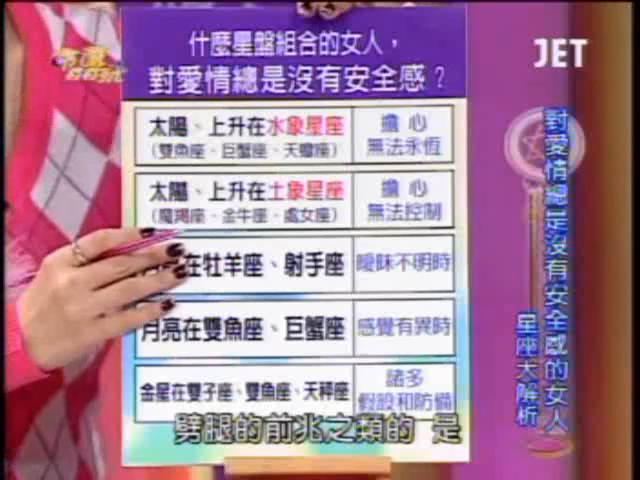 JET
什麼星盤組合的女人，
對愛情總是沒有安全感？
太陽、上升在水象星座
(雙魚座、巨蟹座、天蠍座)
擔心
無法永恆
太陽、上升在土象星座
(魔羯座、金牛座、處女座)
擔心
無法控制
在牡羊座、射手座
曖昧不明時
月亮在雙魚座、巨蟹座
感覺有異時
金星在雙子座、雙魚座、天秤座
諸多
假設和防備
對愛情總是沒有安全感的女人
星座大解析
劈腿的前兆之類的 是